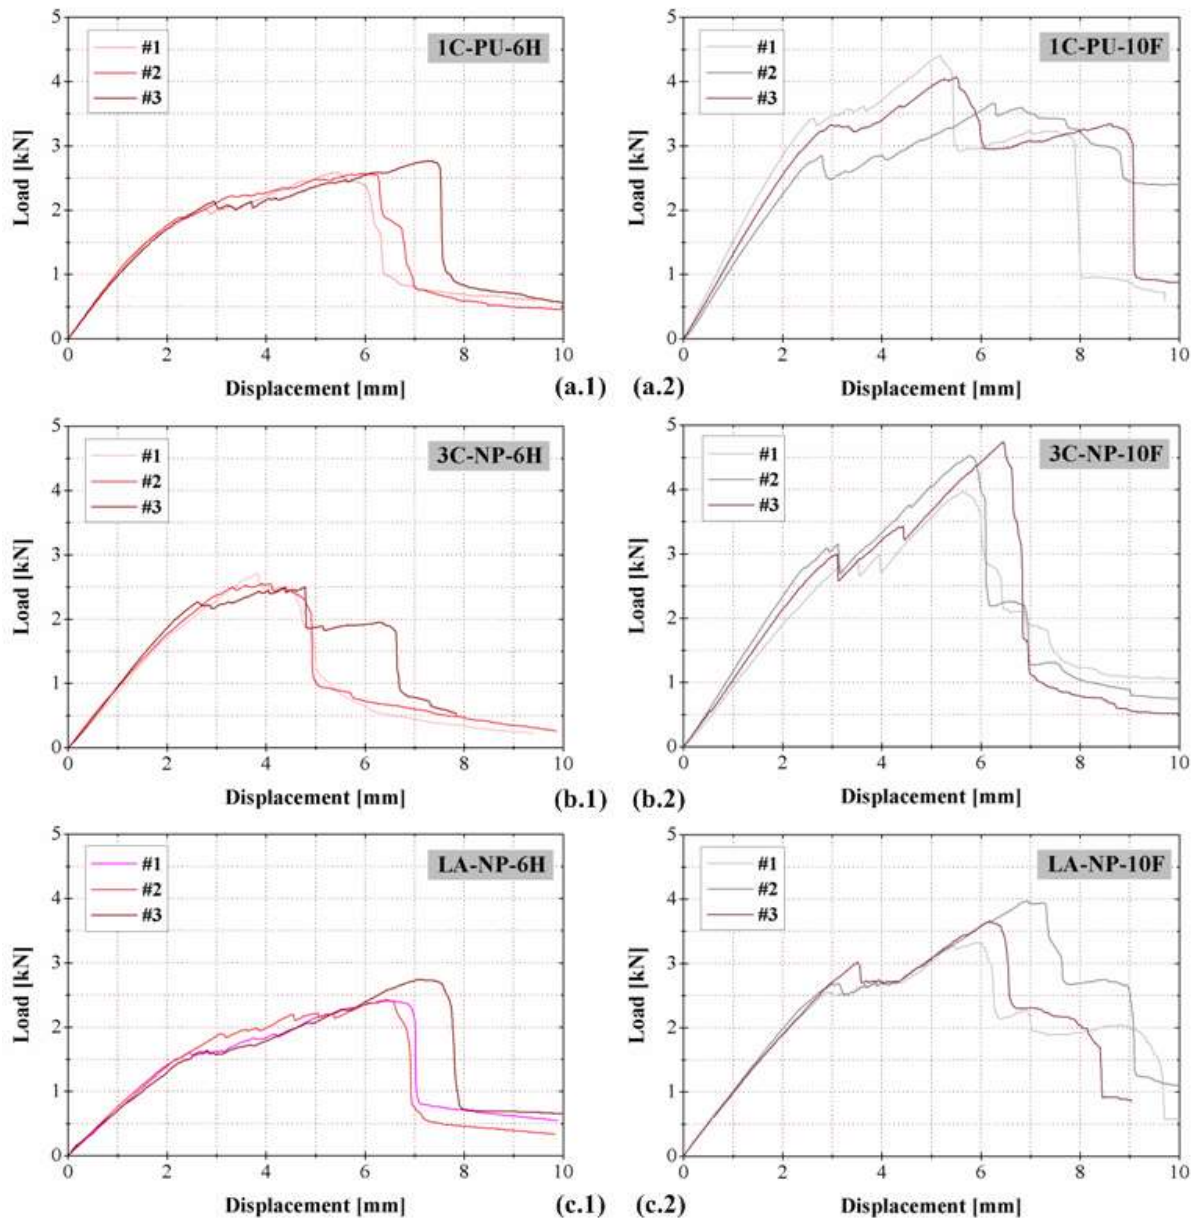 5
4
3
2
1
0
Load [kN]
#1
#2
#3
1C-PU-6H
0 2 4 6 8 10
Displacement [mm]
(a.1)
5
4
3
2
1
0
Load [kN]
#1
#2
#3
1C-PU-10F
0 2 4 6 8 10
Displacement [mm]
(a.2)
5
4
3
2
1
0
Load [kN]
#1
#2
#3
3C-NP-6H
0 2 4 6 8 10
Displacement [mm]
(b.1)
5
4
3
2
1
0
Load [kN]
#1
#2
#3
3C-NP-10F
0 2 4 6 8 10
Displacement [mm]
(b.2)
5
4
3
2
1
0
Load [kN]
#1
#2
#3
LA-NP-6H
0 2 4 6 8 10
Displacement [mm]
(c.1)
5
4
3
2
1
0
Load [kN]
#1
#2
#3
LA-NP-10F
0 2 4 6 8 10
Displacement [mm]
(c.2)